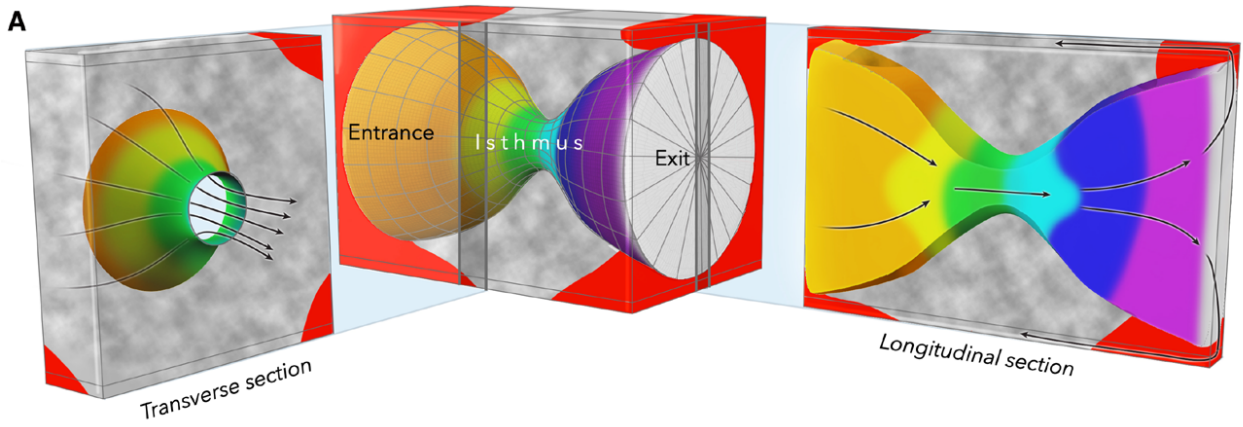 A
Entrance
Isthmus
Exit
Transverse section
Longitudinal section